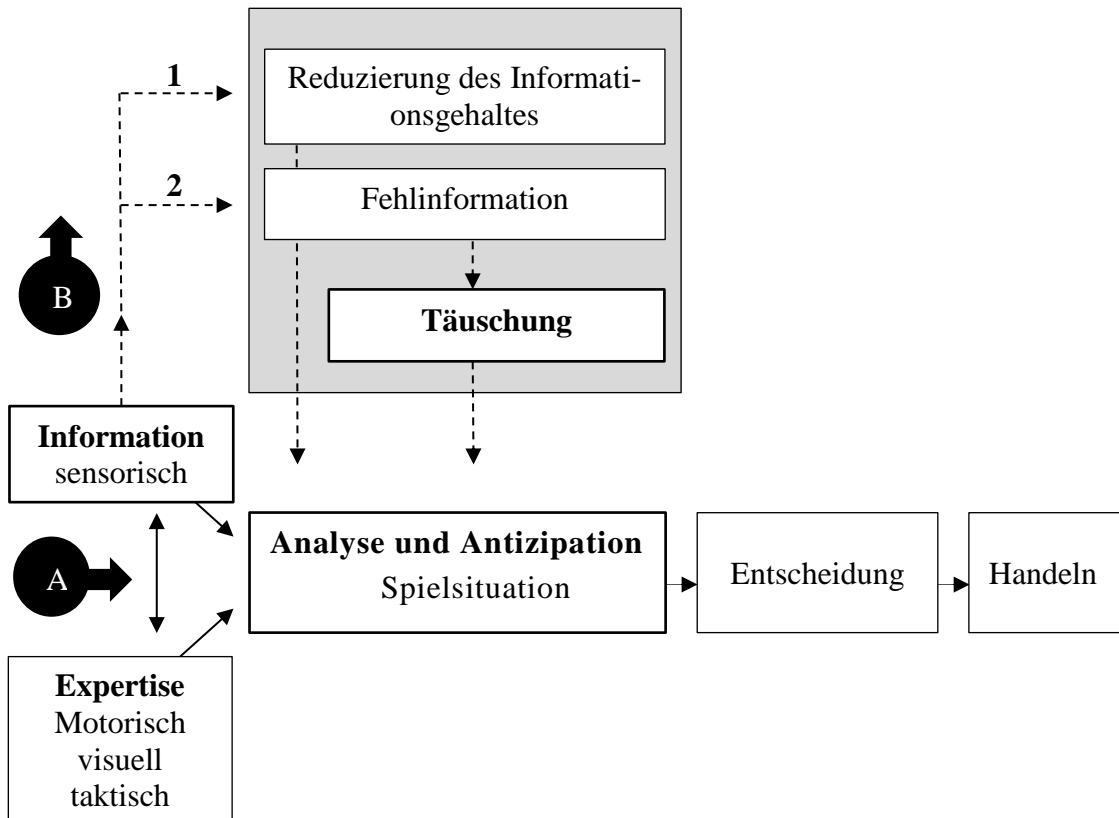 1
Reduzierung des Informati-
onsgehaltes
2
Fehlinformation
B
Täuschung
Information
sensorisch
A
Analyse und Antizipation
Spielsituation
Entscheidung
Handeln
Expertise
Motorisch
visuell
taktisch